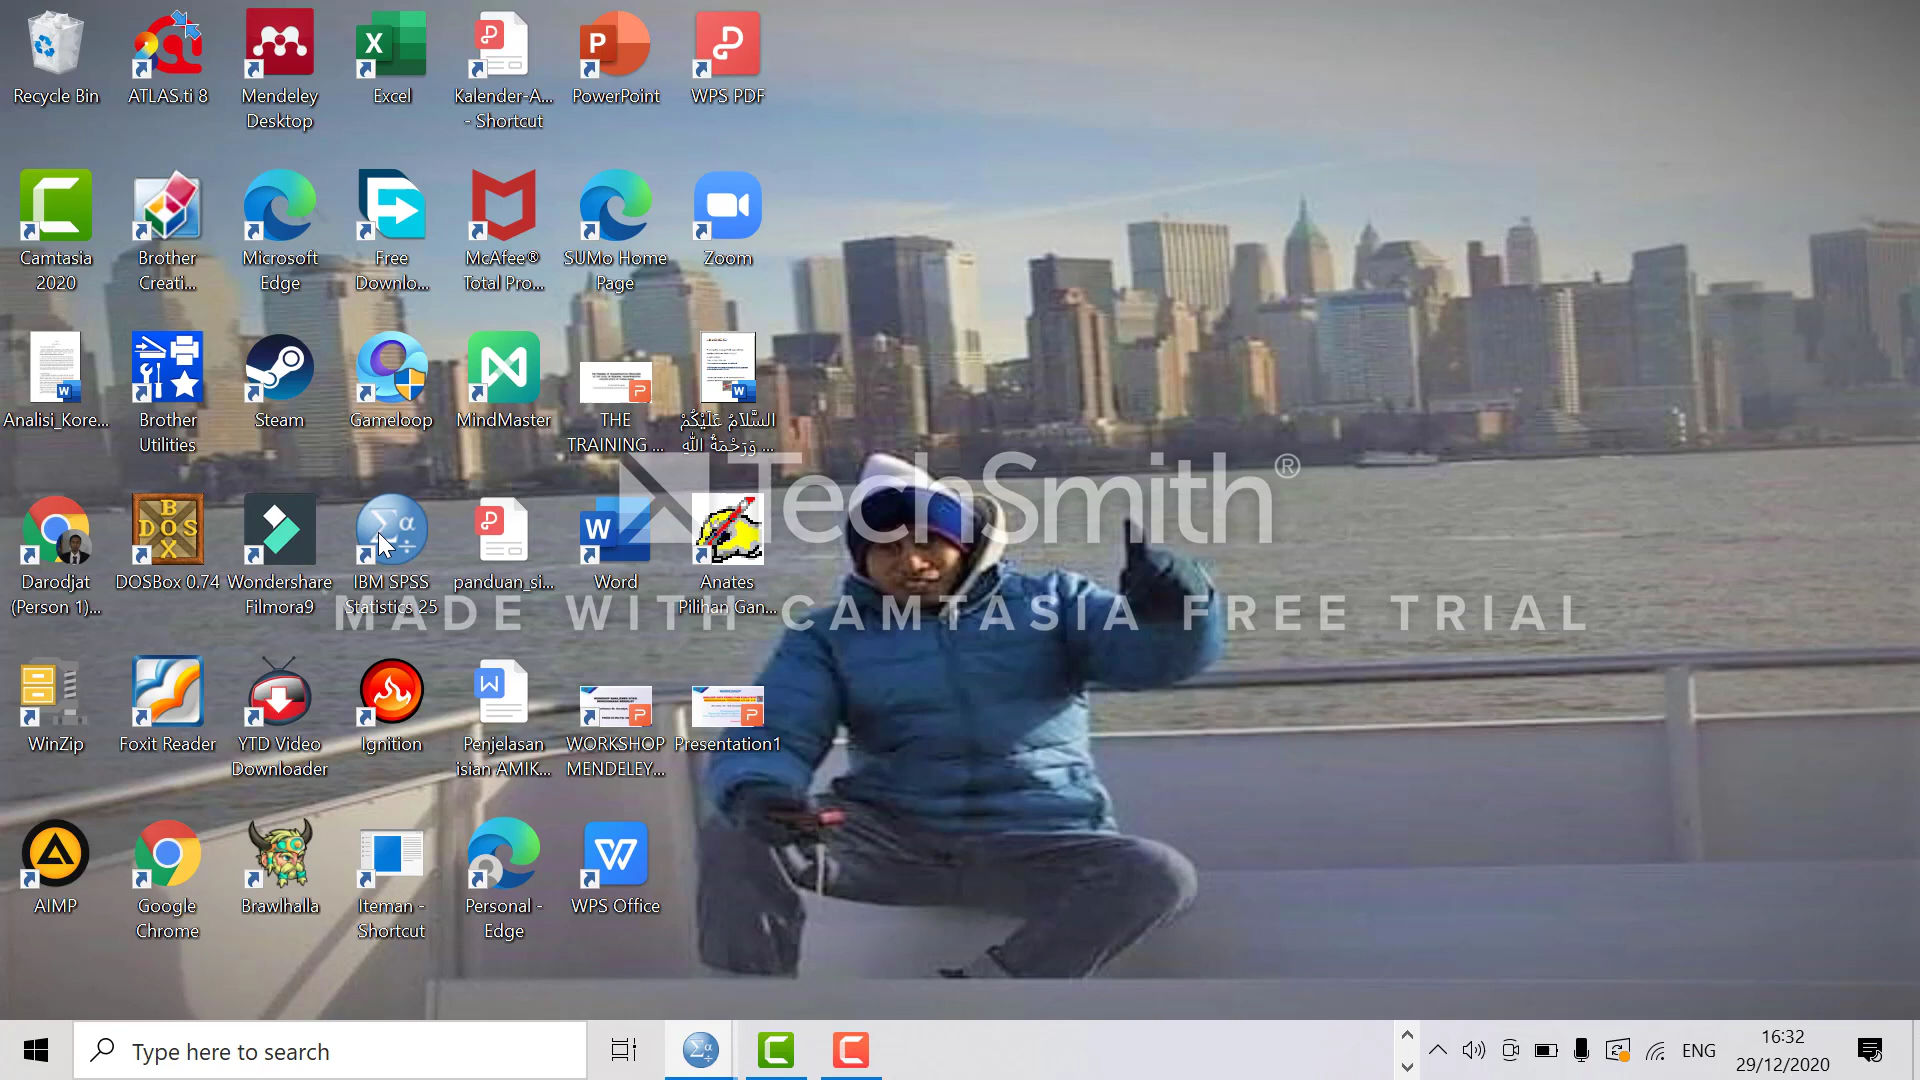 Recycle Bin
ATLAS.ti 8
Mendeley
Desktop
Excel
Kalender-A...
- Shortcut
PowerPoint
WPS PDF
Camtasia
2020
Brother
Creati...
Microsoft
Edge
Free
Downlo...
McAfee®
Total Pro...
SUMo Home
Page
Zoom
Analisi_Kore...
Brother
Utilities
Steam
Gameloop
MindMaster
THE
TRAINING ...
السَّلاَمُ عَلَيْكُمْ
وَرَحْمَةُ اللهِ ...
TechSmith®
Darodjat
(Person 1)...
DOSBox 0.74
Wondershare
Filmora9
IBM SPSS
Statistics 25
panduan_si...
Word
Anates
Pilihan Gan...
MADE WITH CAMTASIA FREE TRIAL
WinZip
Foxit Reader
YTD Video
Downloader
Ignition
Penjelasan
isian AMIK...
WORKSHOP
MENDELEY...
Presentation1
AIMP
Google
Chrome
Brawlhalla
Iteman -
Shortcut
Personal -
Edge
WPS Office
Type here to search
ENG
16:32
29/12/2020